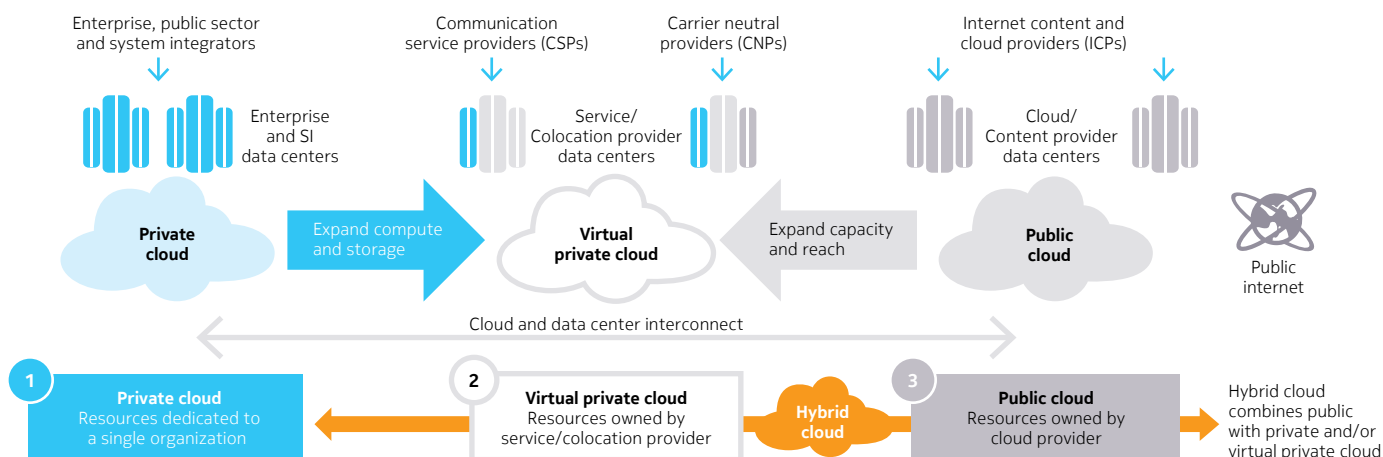 Enterprise, public sector
and system integrators
Communication
service providers (CSPs)
Carrier neutral
providers (CNPs)
Internet content and
cloud providers (ICPs)
Enterprise
and SI
data centers
Service/
Colocation provider
data centers
Cloud/
Content provider
data centers
Private
cloud
Expand compute
and storage
Virtual
private cloud
Expand capacity
and reach
Public
cloud
Public
internet
Cloud and data center interconnect
1
Private cloud
Resources dedicated to
a single organization
2
Virtual private cloud
Resources owned by
service/colocation provider
Hybrid
cloud
3
Public cloud
Resources owned by
cloud provider
Hybrid cloud
combines public
with private and/or
virtual private cloud